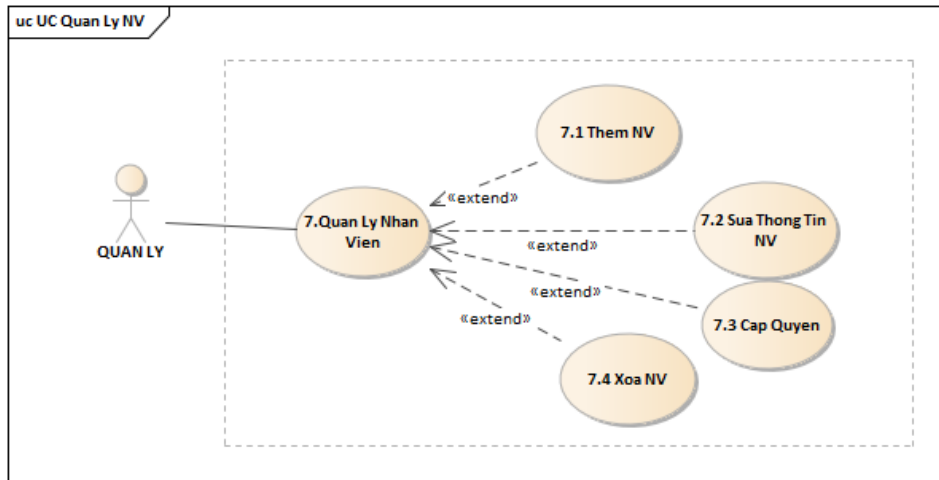 uc UC Quan Ly NV
7.1 Them NV
«extend»
7.Quan Ly Nhan
Vien
7.2 Sua Thong Tin
NV
«extend»
QUAN LY
«extend»
7.3 Cap Quyen
«extend»
7.4 Xoa NV